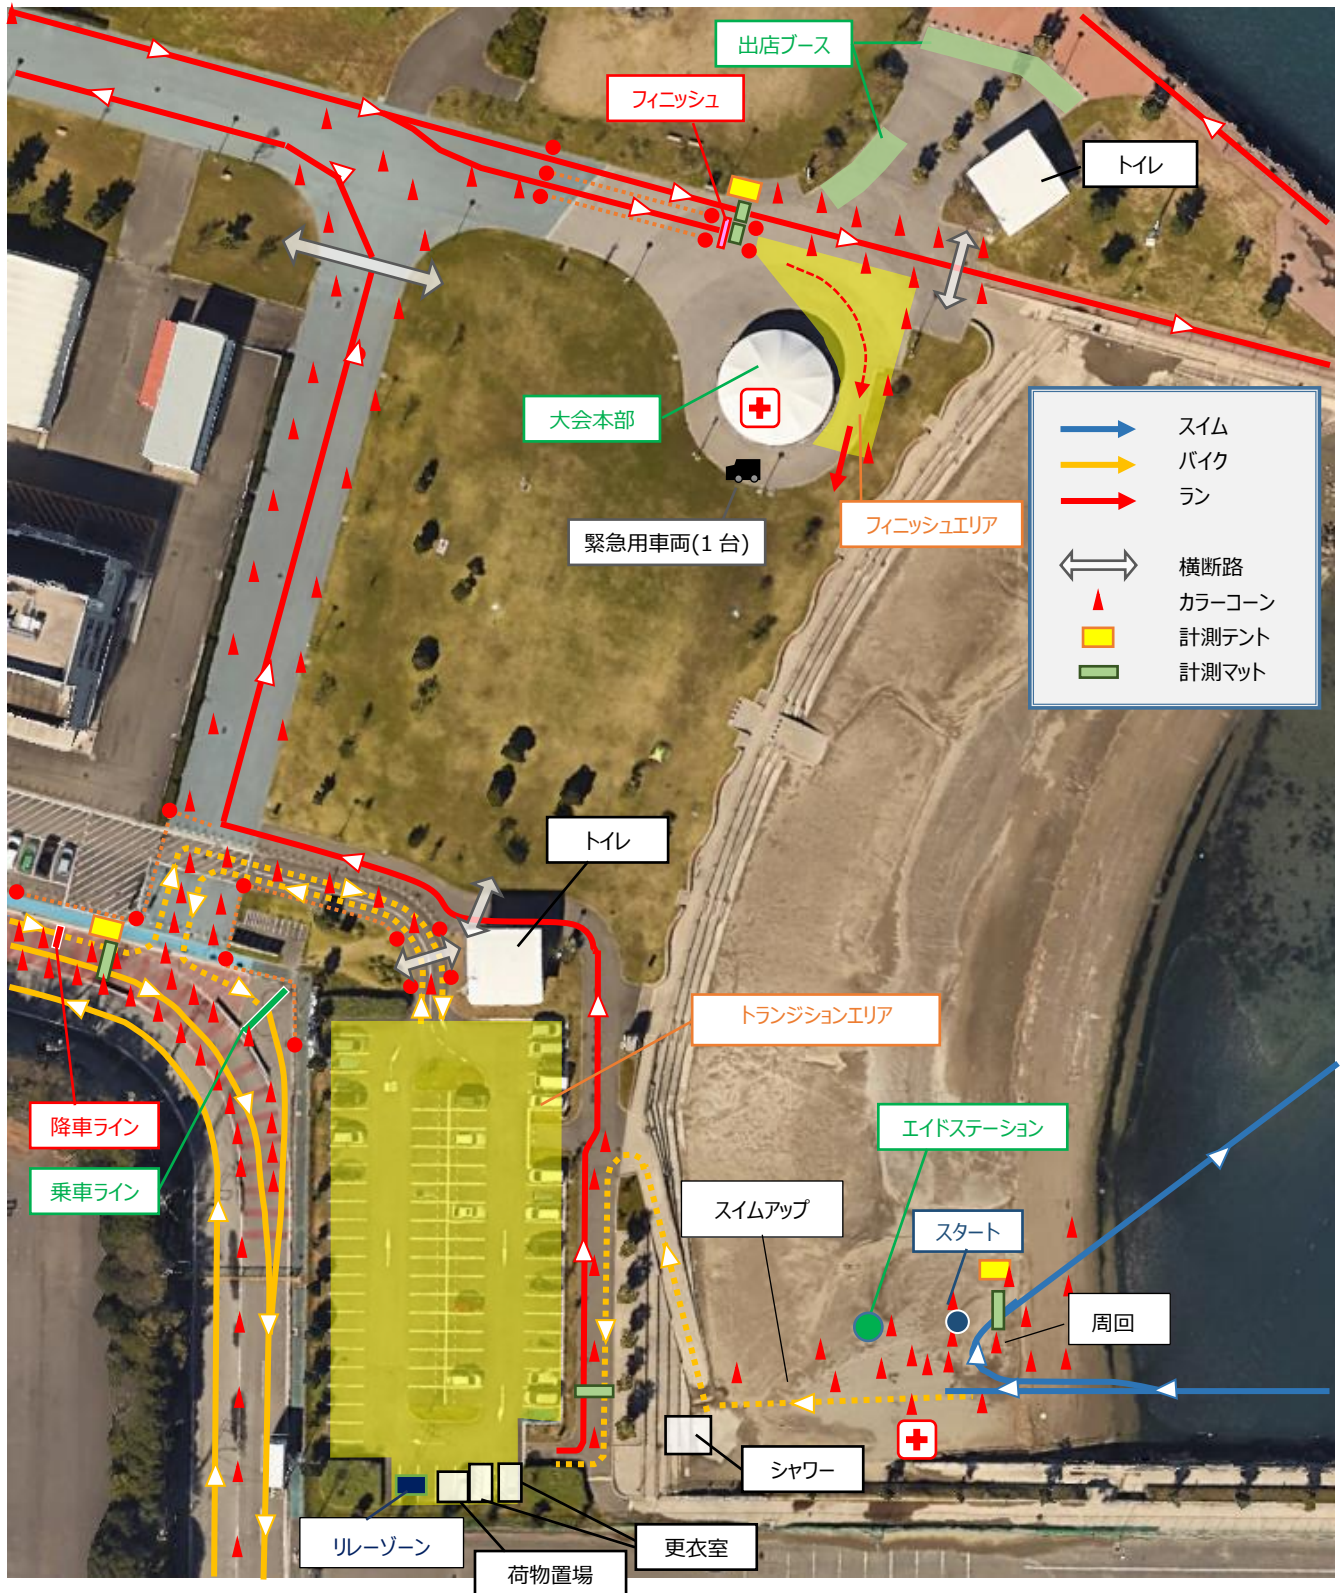 出店ブース
フィニッシュ
トイレ
大会本部
緊急用車両(1台)
フィニッシュエリア
スイム
バイク
ラン
横断路
カラーコーン
計測テント
計測マット
トイレ
トランジションエリア
降車ライン
乗車ライン
エイドステーション
スイムアップ
スタート
周回
シャワー
リレーゾーン
更衣室
荷物置場